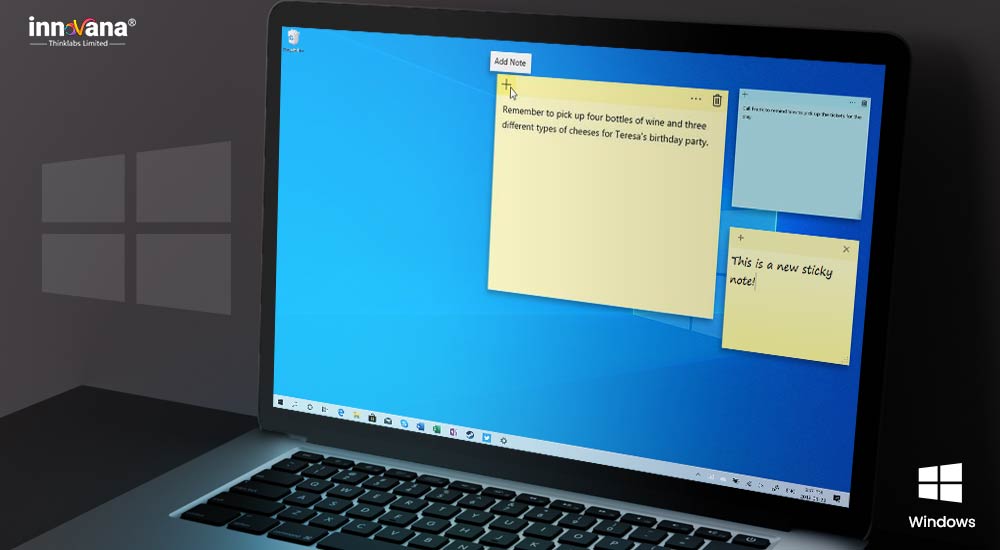 innovana®
Thinklabs Limited
Add Note
Remember to pick up four bottles of wine and three
different types of cheeses for Teresa's birthday party.
This is a new sticky
note!
Windows